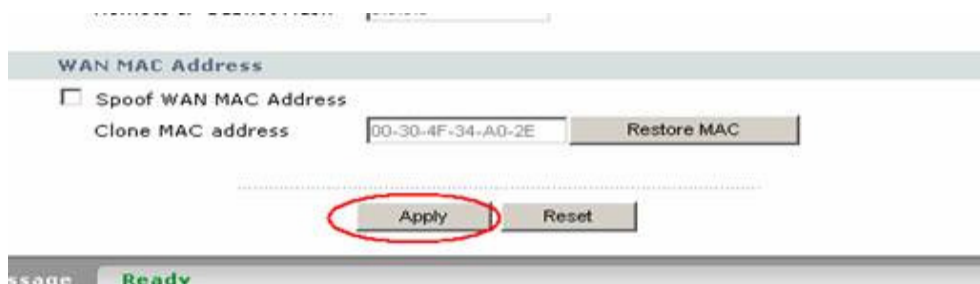 WAN MAC Address
Spoof WAN MAC Address
Clone MAC address 00-30-4F-34-A0-2E Restore MAC
Apply Reset
Ready